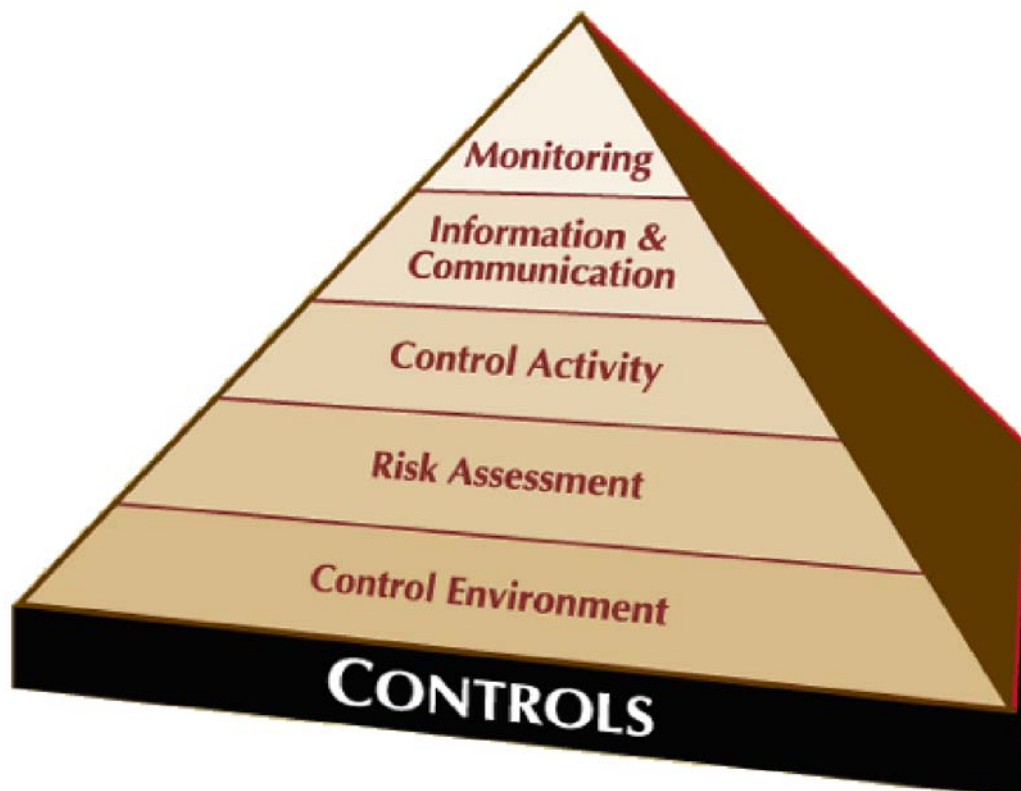 Monitoring
Information &
Communication
Control Activity
Risk Assessment
Control Environment
CONTROLS